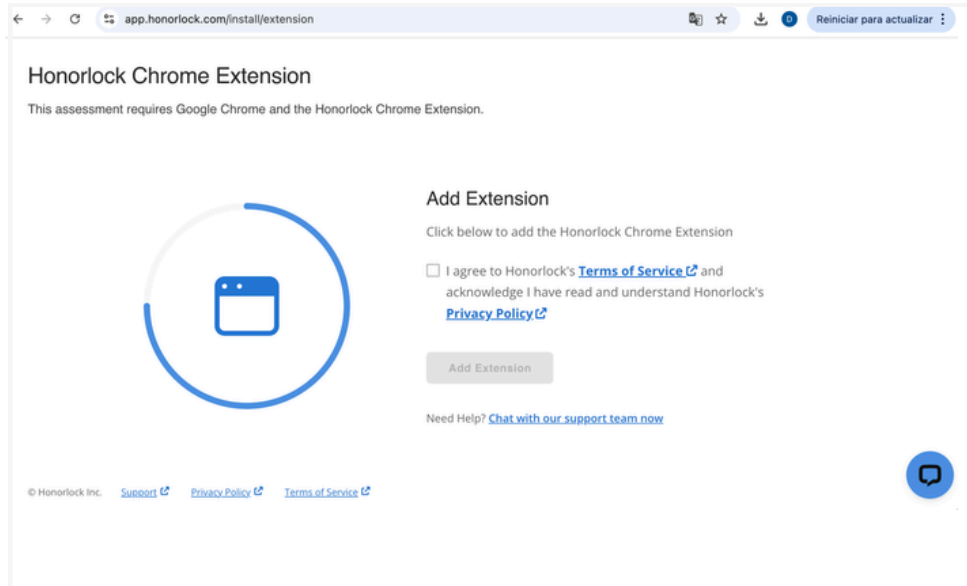 app.honorlock.com/install/extension
D
Reiniciar para actualizar
Honorlock Chrome Extension
This assessment requires Google Chrome and the Honorlock Chrome Extension.
Add Extension
Click below to add the Honorlock Chrome Extension
I agree to Honorlock's Terms of Service and
acknowledge I have read and understand Honorlock's
Privacy Policy
Add Extension
Need Help? Chat with our support team now
© Honorlock Inc. Support Privacy Policy Terms of Service